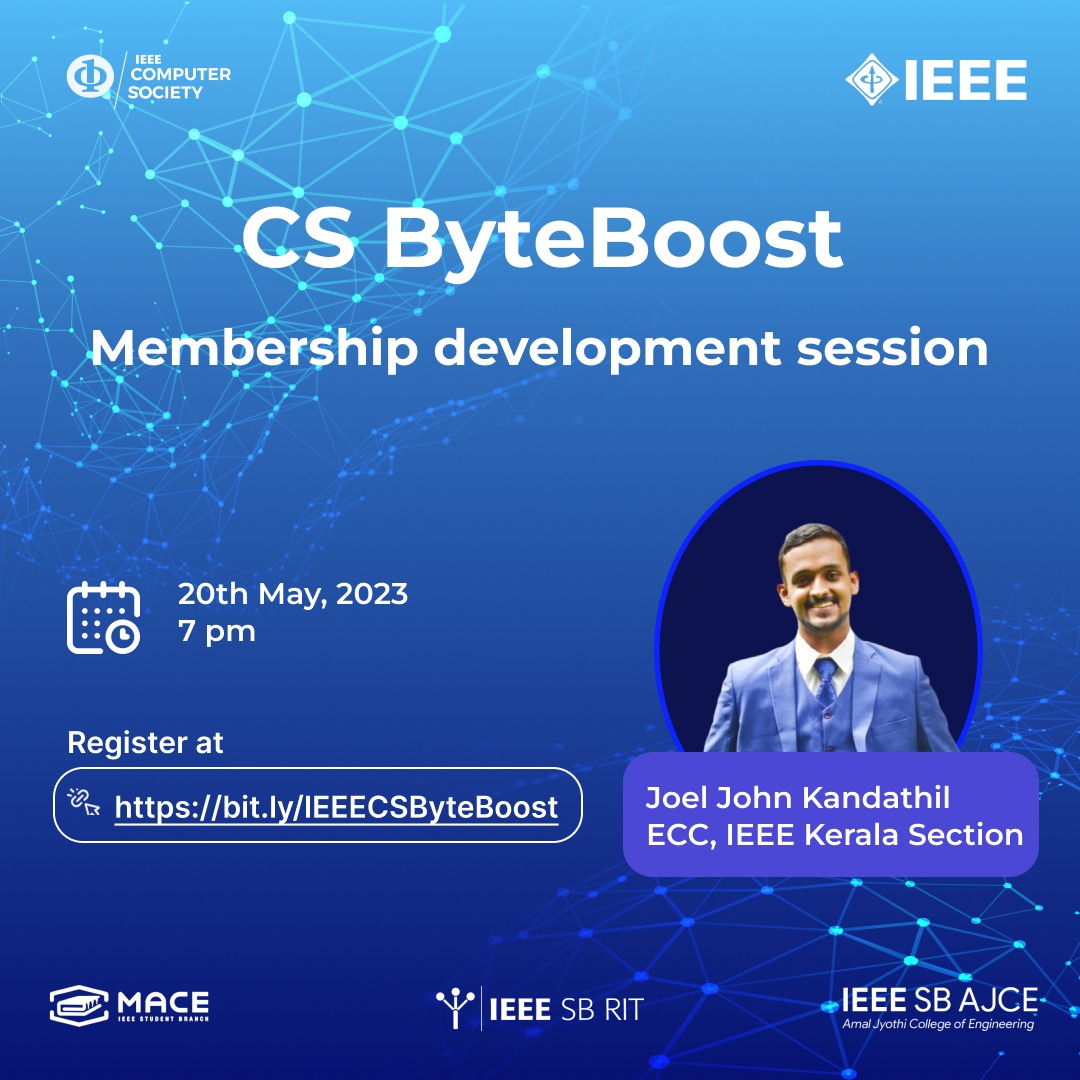 IEEE
COMPUTER
SOCIETY
IEEE
CS ByteBoost
Membership development session
20th May, 2023
7 pm
Register at
https://bit.ly/IEEECSByteBoost
Joel John Kandathil
ECC, IEEE Kerala Section
MACE
IEEE STUDENT BRANCH
IEEE SB RIT
IEEE SB AJCE
Amal Jyothi College of Engineering